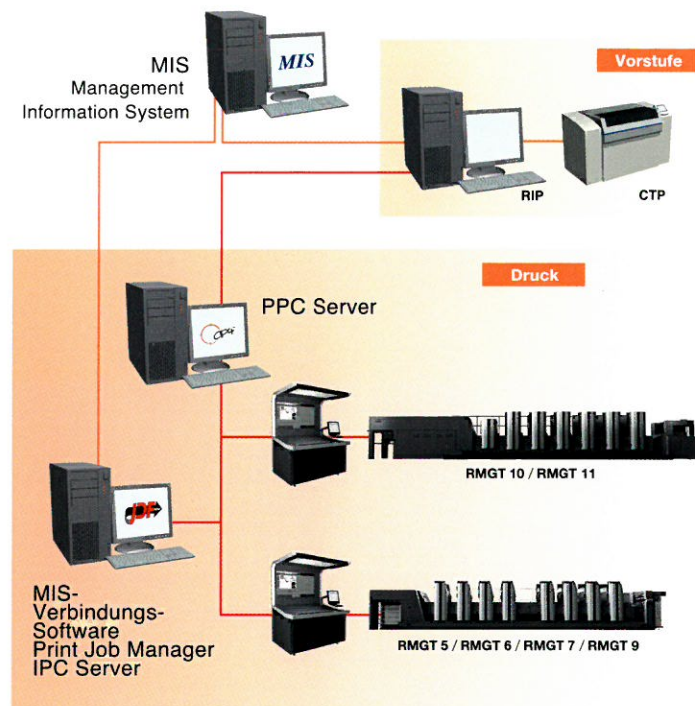 MIS
MIS
Management
Information System
Vorstufe
RIP
CTP
Druck
PPC Server
RMGT 10 / RMGT 11
JDF
MIS-
Verbindungs-
Software
Print Job Manager
IPC Server
RMGT 5 / RMGT 6 / RMGT 7 / RMGT 9